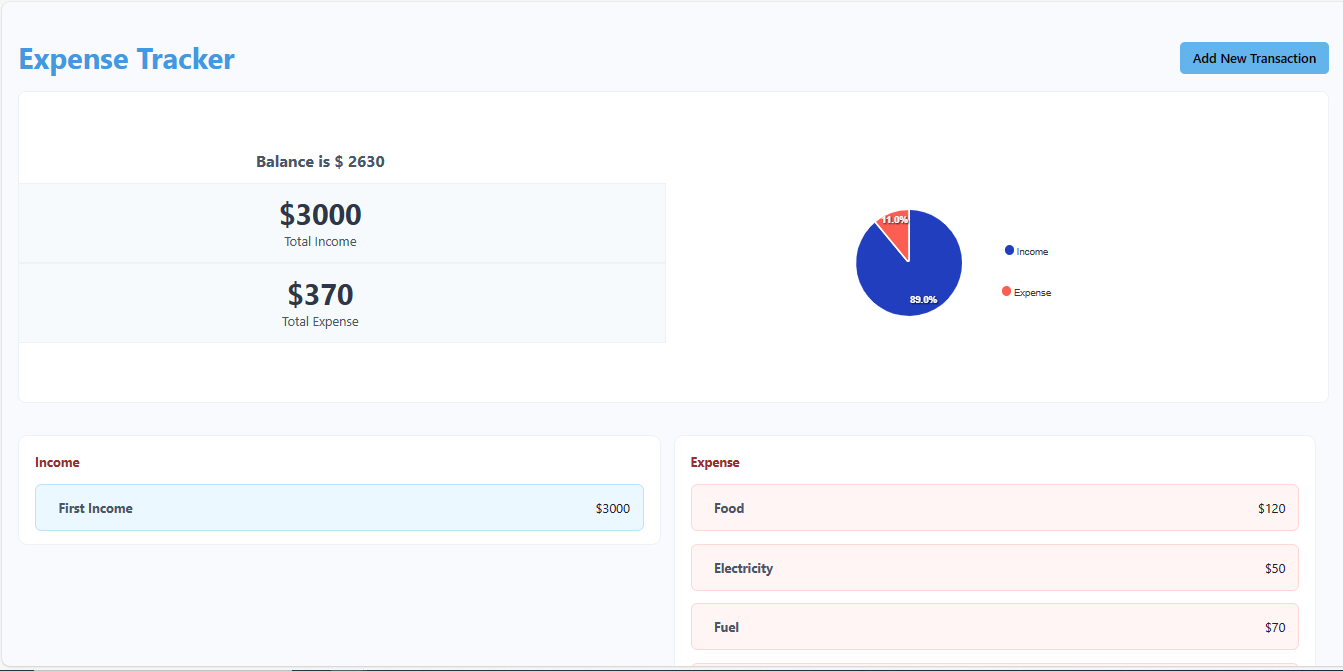 Expense Tracker
Add New Transaction
Balance is $ 2630
$3000
Total Income
$370
Total Expense
11.0%
89.0%
Income
Expense
Income
First Income $3000
Expense
Food $120
Electricity $50
Fuel $70